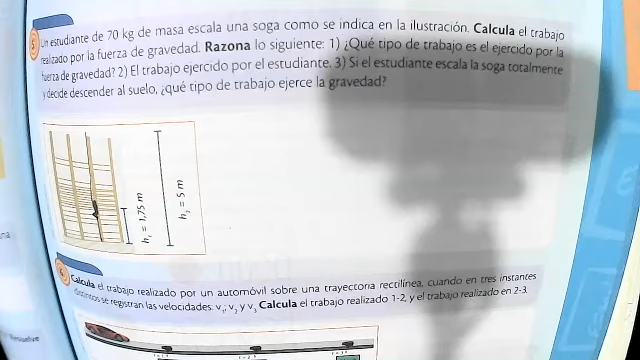 5 Un estudiante de 70 kg de masa escala una soga como se indica en la ilustración. Calcula el trabajo
realizado por la fuerza de gravedad. Razona lo siguiente: 1) ¿Qué tipo de trabajo es el ejercido por la
fuerza de gravedad? 2) El trabajo ejercido por el estudiante. 3) Si el estudiante escala la soga totalmente
y decide descender al suelo, ¿qué tipo de trabajo ejerce la gravedad?
h₁ = 1,75 m
h₂ = 5 m
6 Calcula el trabajo realizado por un automóvil sobre una trayectoria rectilínea, cuando en tres instantes
distintos se registran las velocidades: v₁, v₂ y v₃ Calcula el trabajo realizado 1-2, y el trabajo realizado en 2-3.
Resuelve